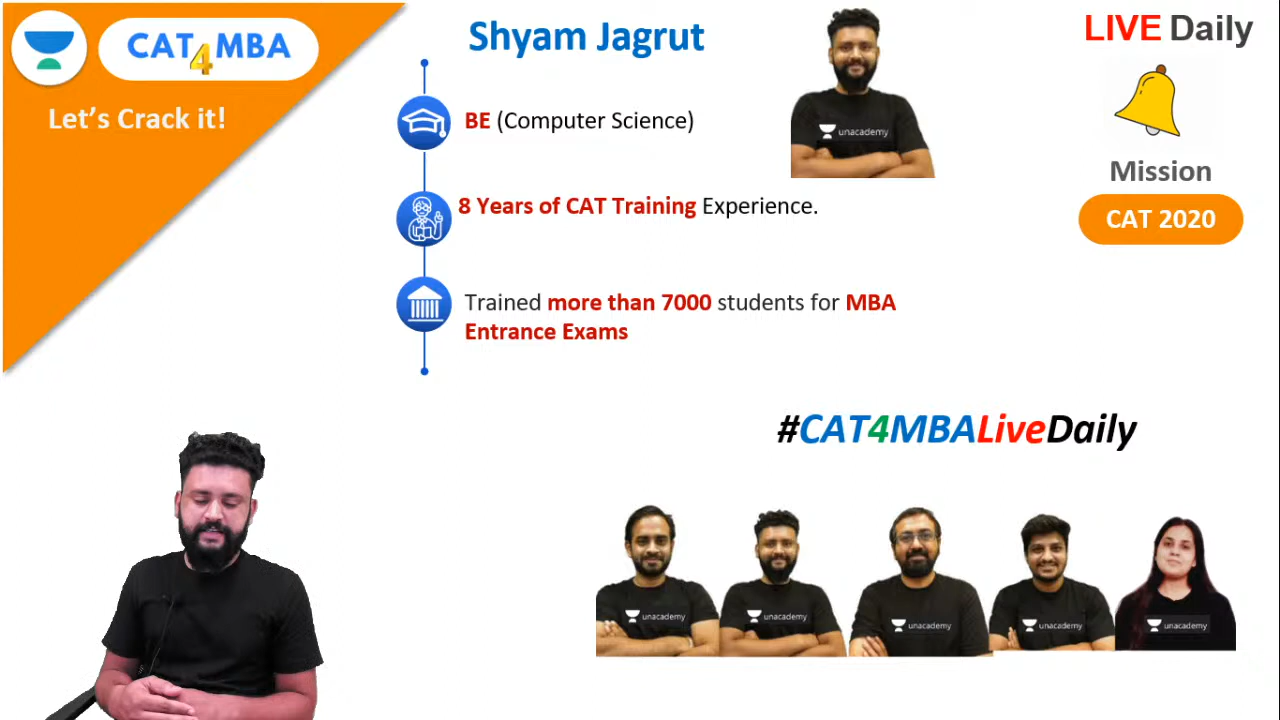 CAT4MBA
Let's Crack it!
Shyam Jagrut
BE (Computer Science)
8 Years of CAT Training Experience.
Trained more than 7000 students for MBA
Entrance Exams
unacademy
LIVE Daily
Mission
CAT 2020
#CAT4MBALiveDaily
unacademy
unacademy
unacademy
unacademy
unacademy